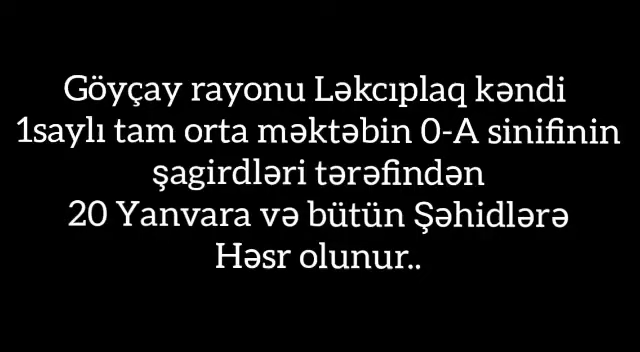 Göyçay rayonu Ləkcıplaq kəndi
1saylı tam orta məktəbin 0-A sinifinin
şagirdləri tərəfindən
20 Yanvara və bütün Şəhidlərə
Həsr olunur..